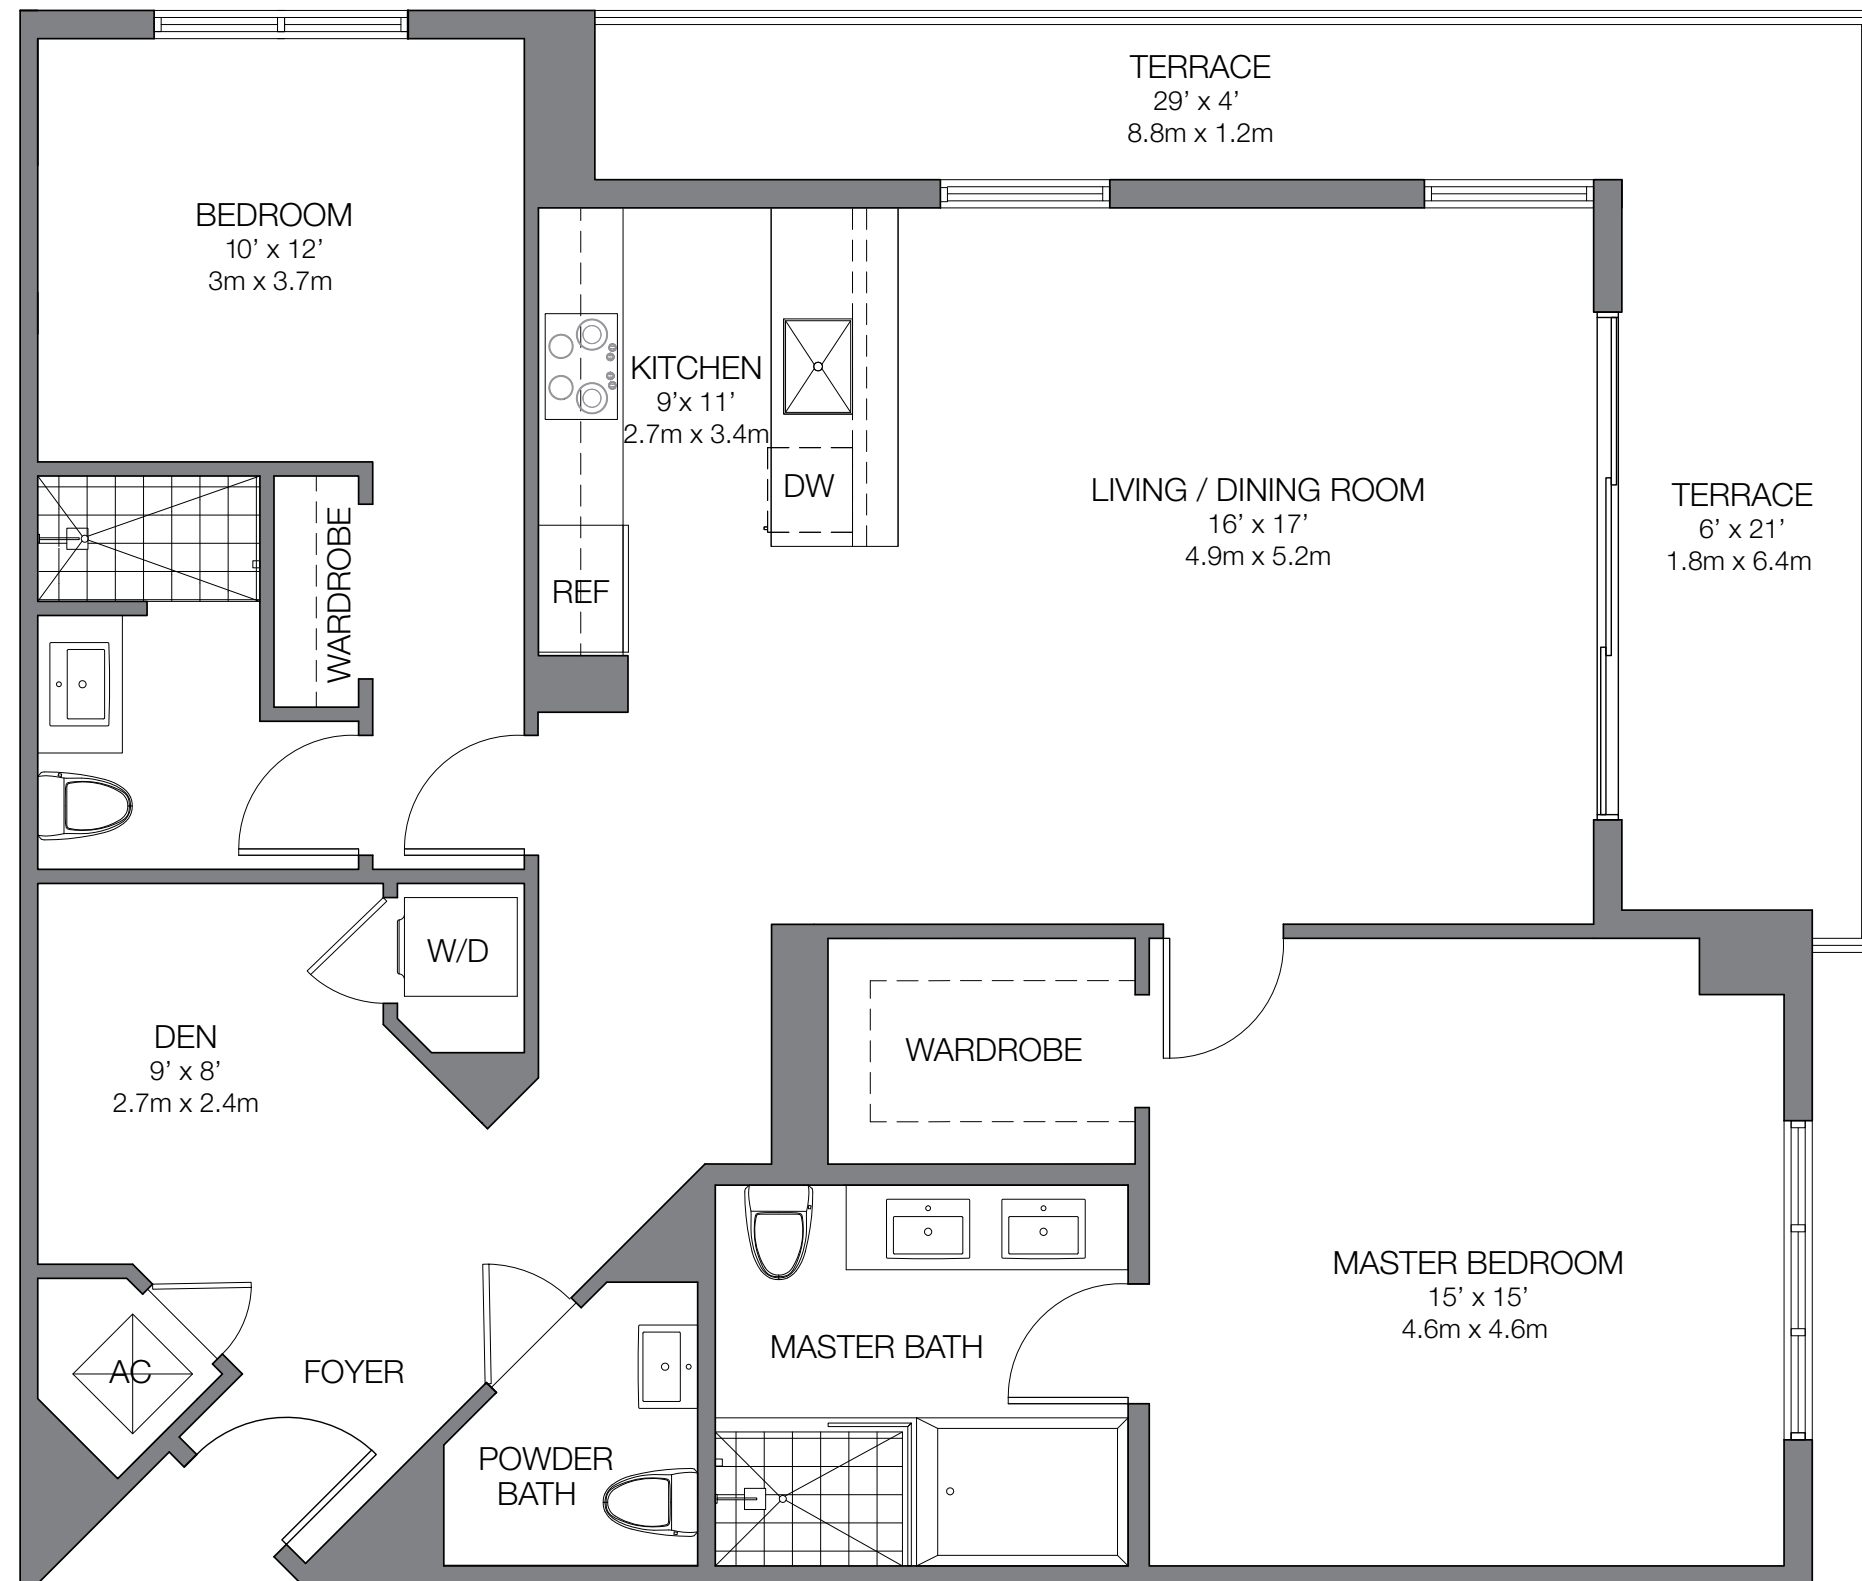 TERRACE
29’ x 4’
8.8m x 1.2m
BEDROOM
10’ x 12’
3m x 3.7m
KITCHEN
9’x 11’
2.7m x 3.4m
DW
REF
WARDROBE
LIVING / DINING ROOM
16’ x 17’
4.9m x 5.2m
TERRACE
6’ x 21’
1.8m x 6.4m
W/D
DEN
9’ x 8’
2.7m x 2.4m
WARDROBE
MASTER BEDROOM
15’ x 15’
4.6m x 4.6m
MASTER BATH
AC
FOYER
POWDER
BATH